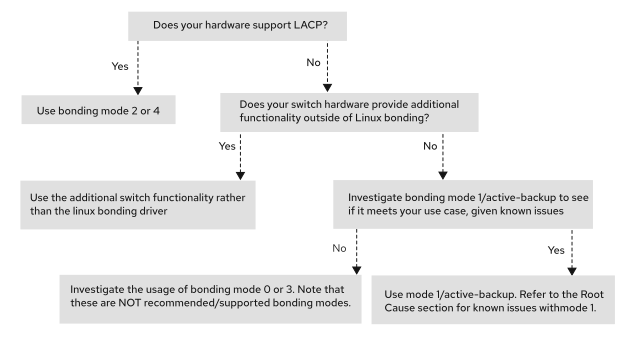 Does your hardware support LACP?
Yes
No
Use bonding mode 2 or 4
Does your switch hardware provide additional
functionality outside of Linux bonding?
Yes
No
Use the additional switch functionality rather
than the linux bonding driver
Investigate bonding mode 1/active-backup to see
if it meets your use case, given known issues
No
Yes
Investigate the usage of bonding mode 0 or 3. Note that
these are NOT recommended/supported bonding modes.
Use mode 1/active-backup. Refer to the Root
Cause section for known issues withmode 1.